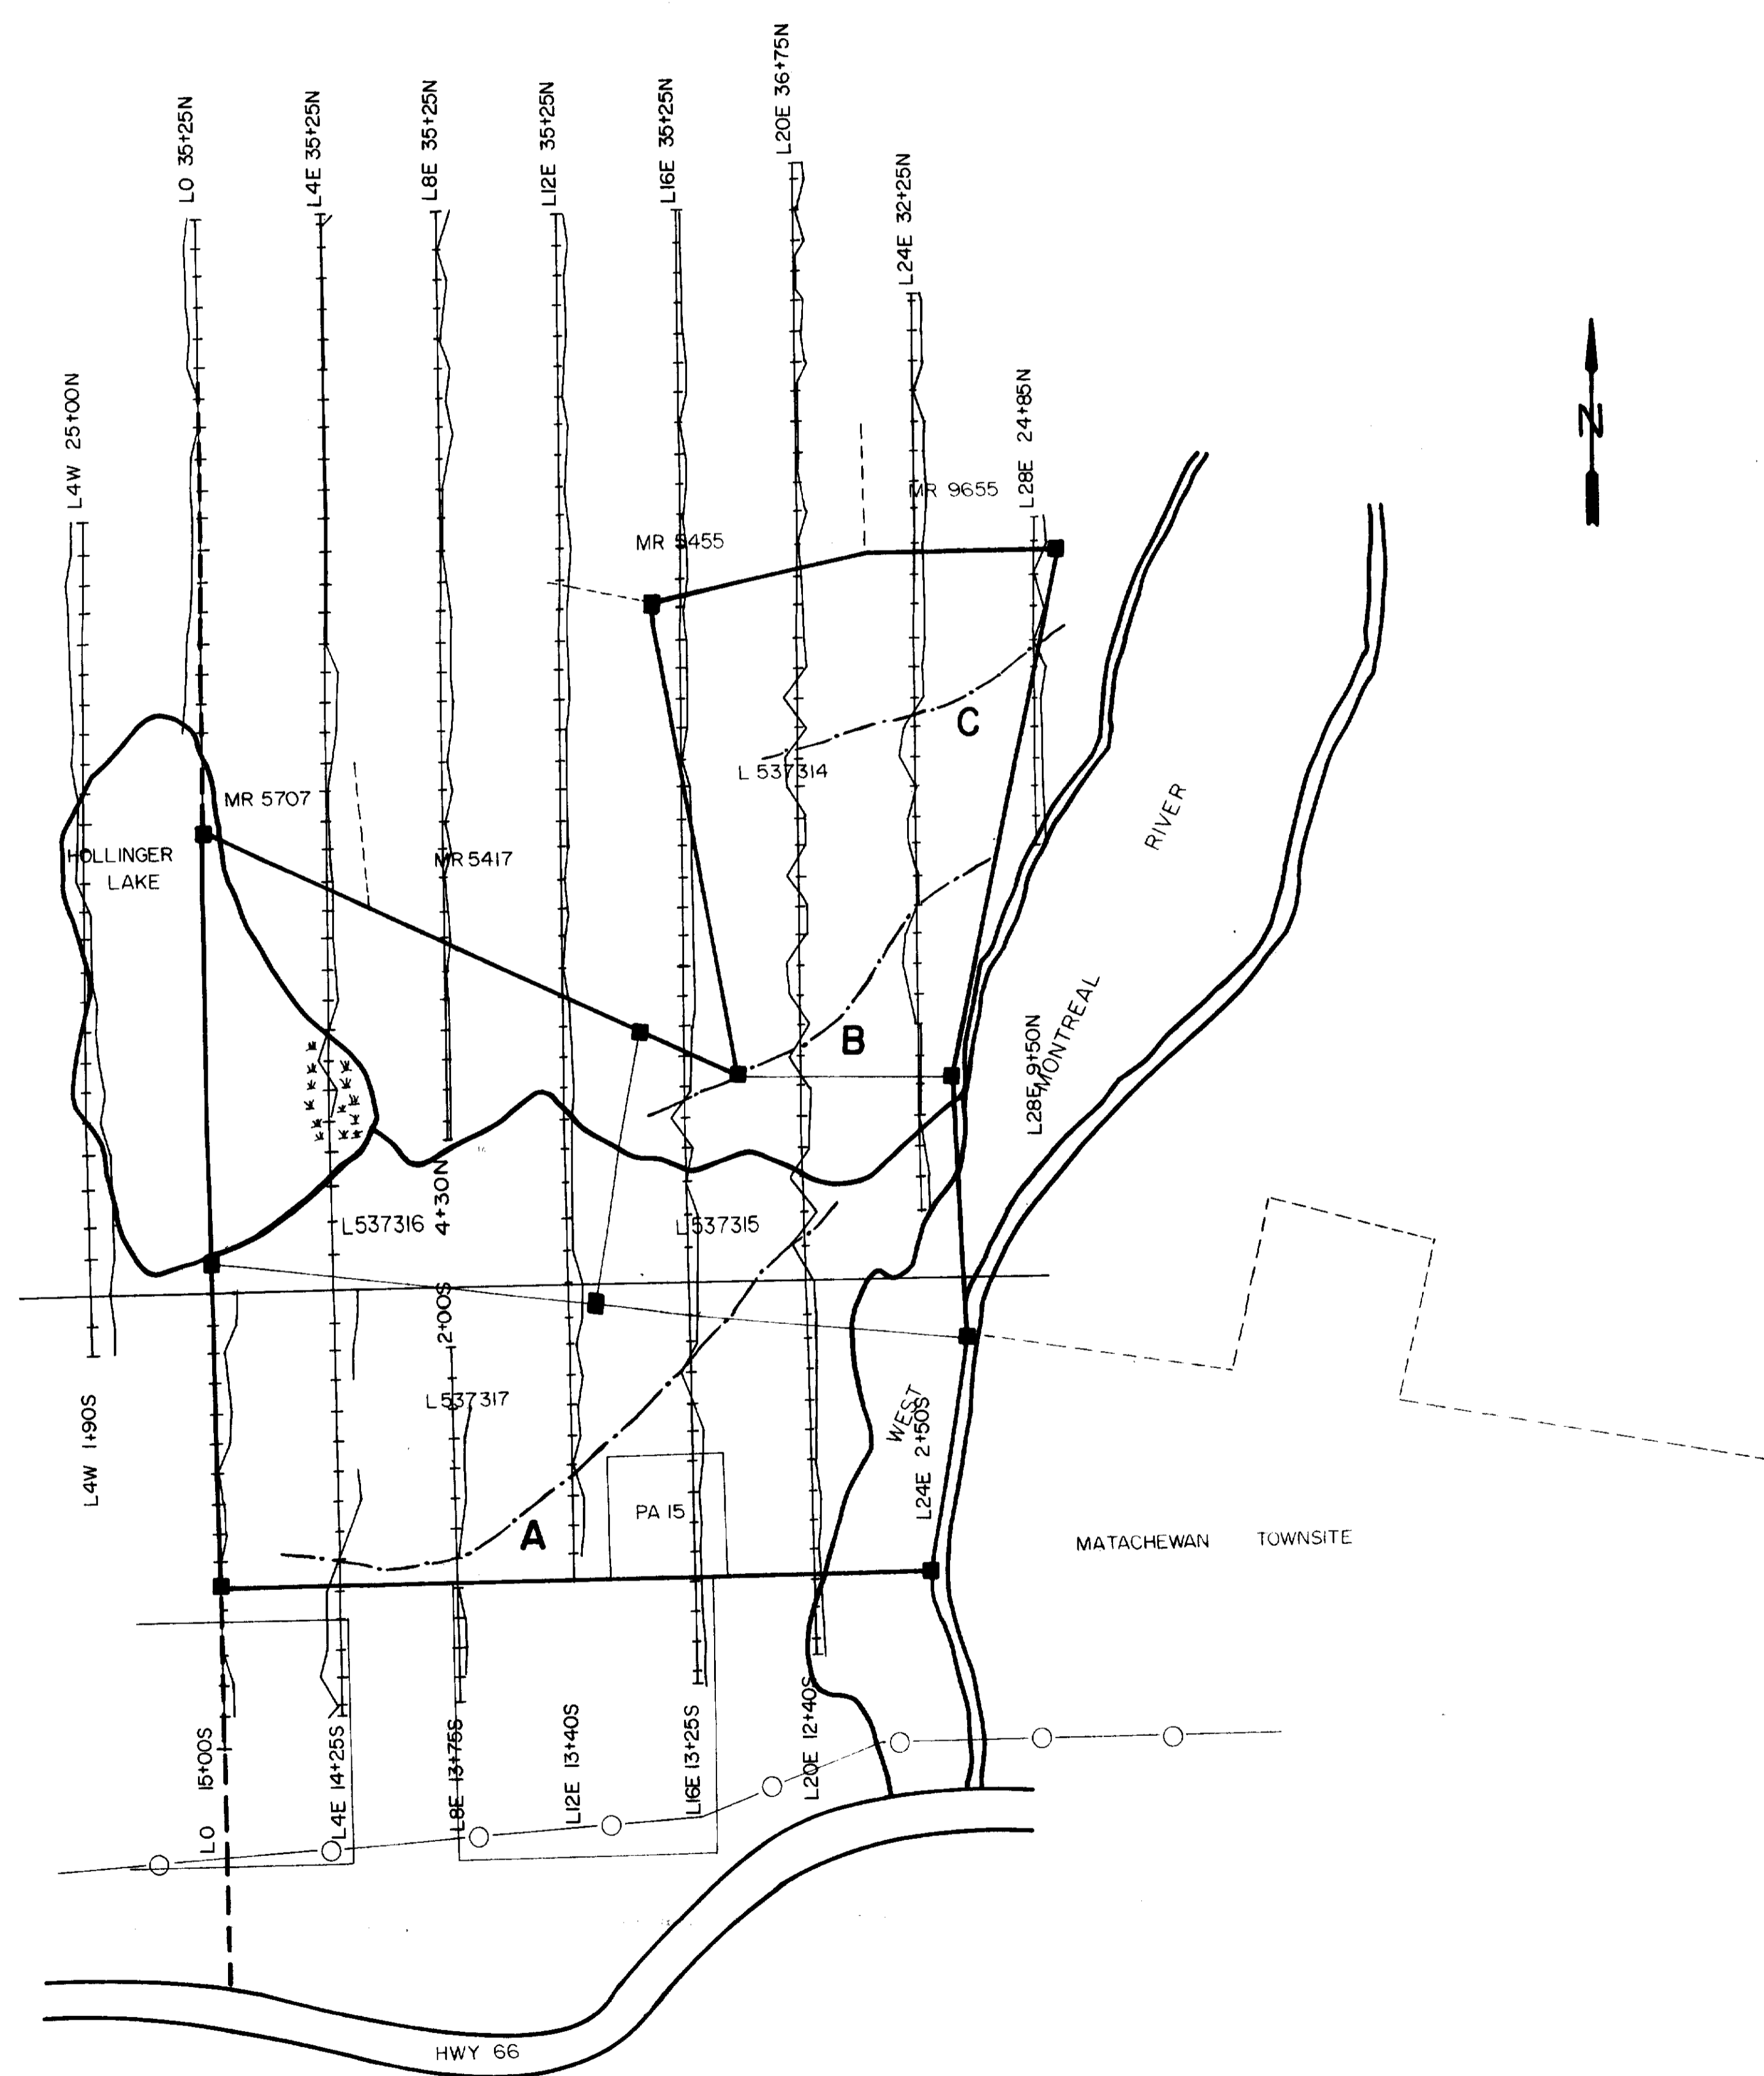 L20E 36+75N
L16E 35+25N
L12E 35+25N
L8E 35+25N
L4E 35+25N
L0 35+25N
L24E 32+25N
L28E 24+85N
L4W 25+00N
N
MR 9655
MR 5455
C
L 537314
MR 5707
MR 5417
HOLLINGER
LAKE
RIVER
MONTREAL
B
L28E 9+50N
4+30N
L537316
L537315
2+00S
L537317
L4W 1+90S
WEST
L24E 2+50S
A
PA 15
MATACHEWAN TOWNSITE
L0 15+00S
L4E 14+25S
L8E 13+75S
L12E 13+40S
L16E 13+25S
L20E 12+40S
HWY 66